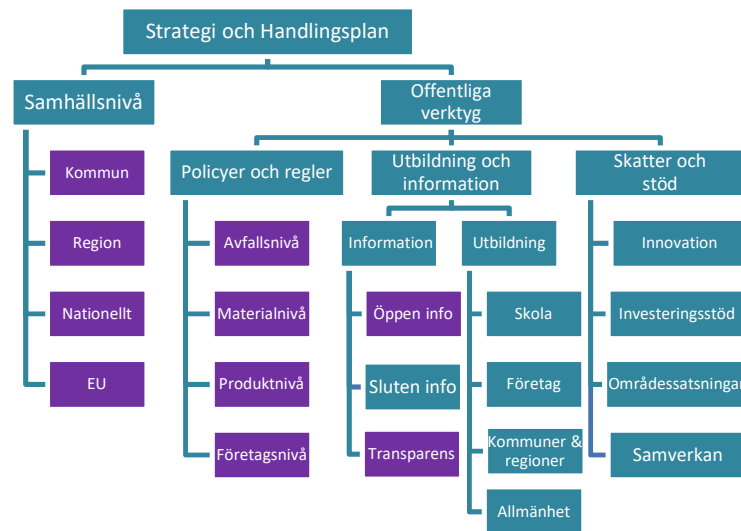 Strategi och Handlingsplan
Samhällsnivå
Offentliga
verktyg
Kommun
Region
Nationellt
EU
Policyer och regler
Utbildning och
information
Skatter och
stöd
Avfallsnivå
Materialnivå
Produktnivå
Företagsnivå
Information
Utbildning
Öppen info
Sluten info
Transparens
Skola
Företag
Kommuner &
regioner
Allmänhet
Innovation
Investeringsstöd
Områdessatsningar
Samverkan